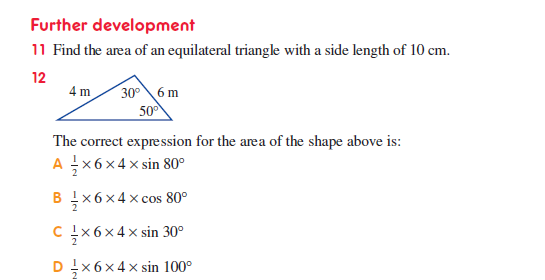 Further development
11 Find the area of an equilateral triangle with a side length of 10 cm.
12
4 m 30° 6 m
50°
The correct expression for the area of the shape above is:
A 1/2 × 6 × 4 × sin 80°
B 1/2 × 6 × 4 × cos 80°
C 1/2 × 6 × 4 × sin 30°
D 1/2 × 6 × 4 × sin 100°